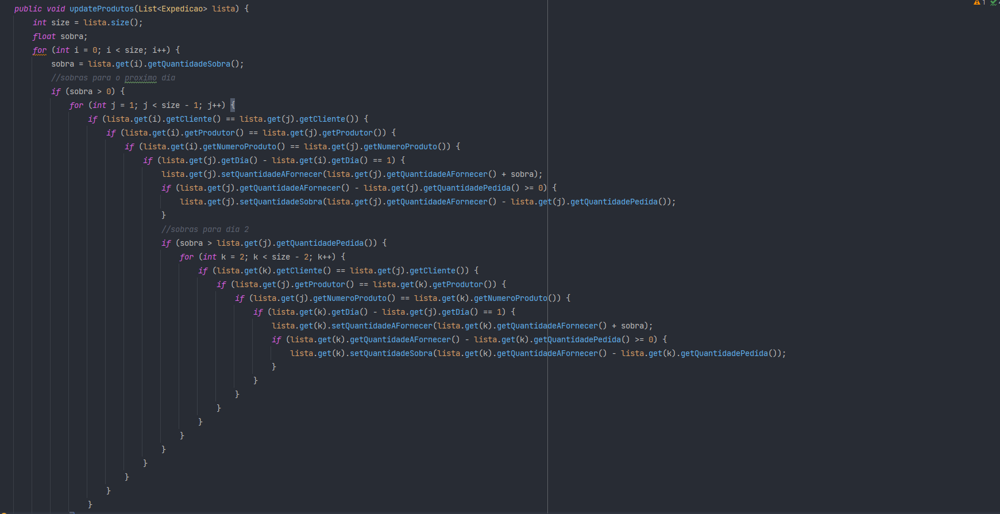 public void updateProdutos(List<Expedicao> lista) {
    int size = lista.size();
    float sobra;
    for (int i = 0; i < size; i++) {
        sobra = lista.get(i).getQuantidadeSobra();
        //sobras para o proximo dia
        if (sobra > 0) {
            for (int j = 1; j < size - 1; j++) {
                if (lista.get(i).getCliente() == lista.get(j).getCliente()) {
                    if (lista.get(i).getProdutor() == lista.get(j).getProdutor()) {
                        if (lista.get(i).getNumeroProduto() == lista.get(j).getNumeroProduto()) {
                            if (lista.get(j).getDia() - lista.get(i).getDia() == 1) {
                                lista.get(j).setQuantidadeAFornecer(lista.get(j).getQuantidadeAFornecer() + sobra);
                                if (lista.get(j).getQuantidadeAFornecer() - lista.get(j).getQuantidadePedida() >= 0) {
                                    lista.get(j).setQuantidadeSobra(lista.get(j).getQuantidadeAFornecer() - lista.get(j).getQuantidadePedida());
                                }
                                //sobras para dia 2
                                if (sobra > lista.get(j).getQuantidadePedida()) {
                                    for (int k = 2; k < size - 2; k++) {
                                        if (lista.get(k).getCliente() == lista.get(j).getCliente()) {
                                            if (lista.get(j).getProdutor() == lista.get(k).getProdutor()) {
                                                if (lista.get(j).getNumeroProduto() == lista.get(k).getNumeroProduto()) {
                                                    if (lista.get(k).getDia() - lista.get(j).getDia() == 1) {
                                                        lista.get(k).setQuantidadeAFornecer(lista.get(k).getQuantidadeAFornecer() + sobra);
                                                        if (lista.get(k).getQuantidadeAFornecer() - lista.get(k).getQuantidadePedida() >= 0) {
                                                            lista.get(k).setQuantidadeSobra(lista.get(k).getQuantidadeAFornecer() - lista.get(k).getQuantidadePedida());
                                                        }
                                                    }
                                                }
                                            }
                                        }
                                    }
                                }
                            }
                        }
                    }
                }
1